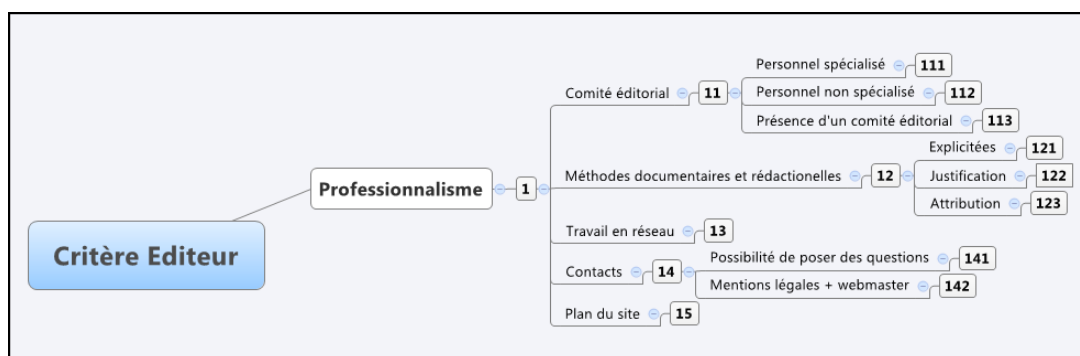 Personnel spécialisé 111
Comité éditorial 11 Personnel non spécialisé 112
Présence d'un comité éditorial 113
Explicitées 121
Professionnalisme 1 Méthodes documentaires et rédactionelles 12 Justification 122
Attribution 123
Travail en réseau 13
Critère Editeur
Possibilité de poser des questions 141
Contacts 14
Mentions légales + webmaster 142
Plan du site 15